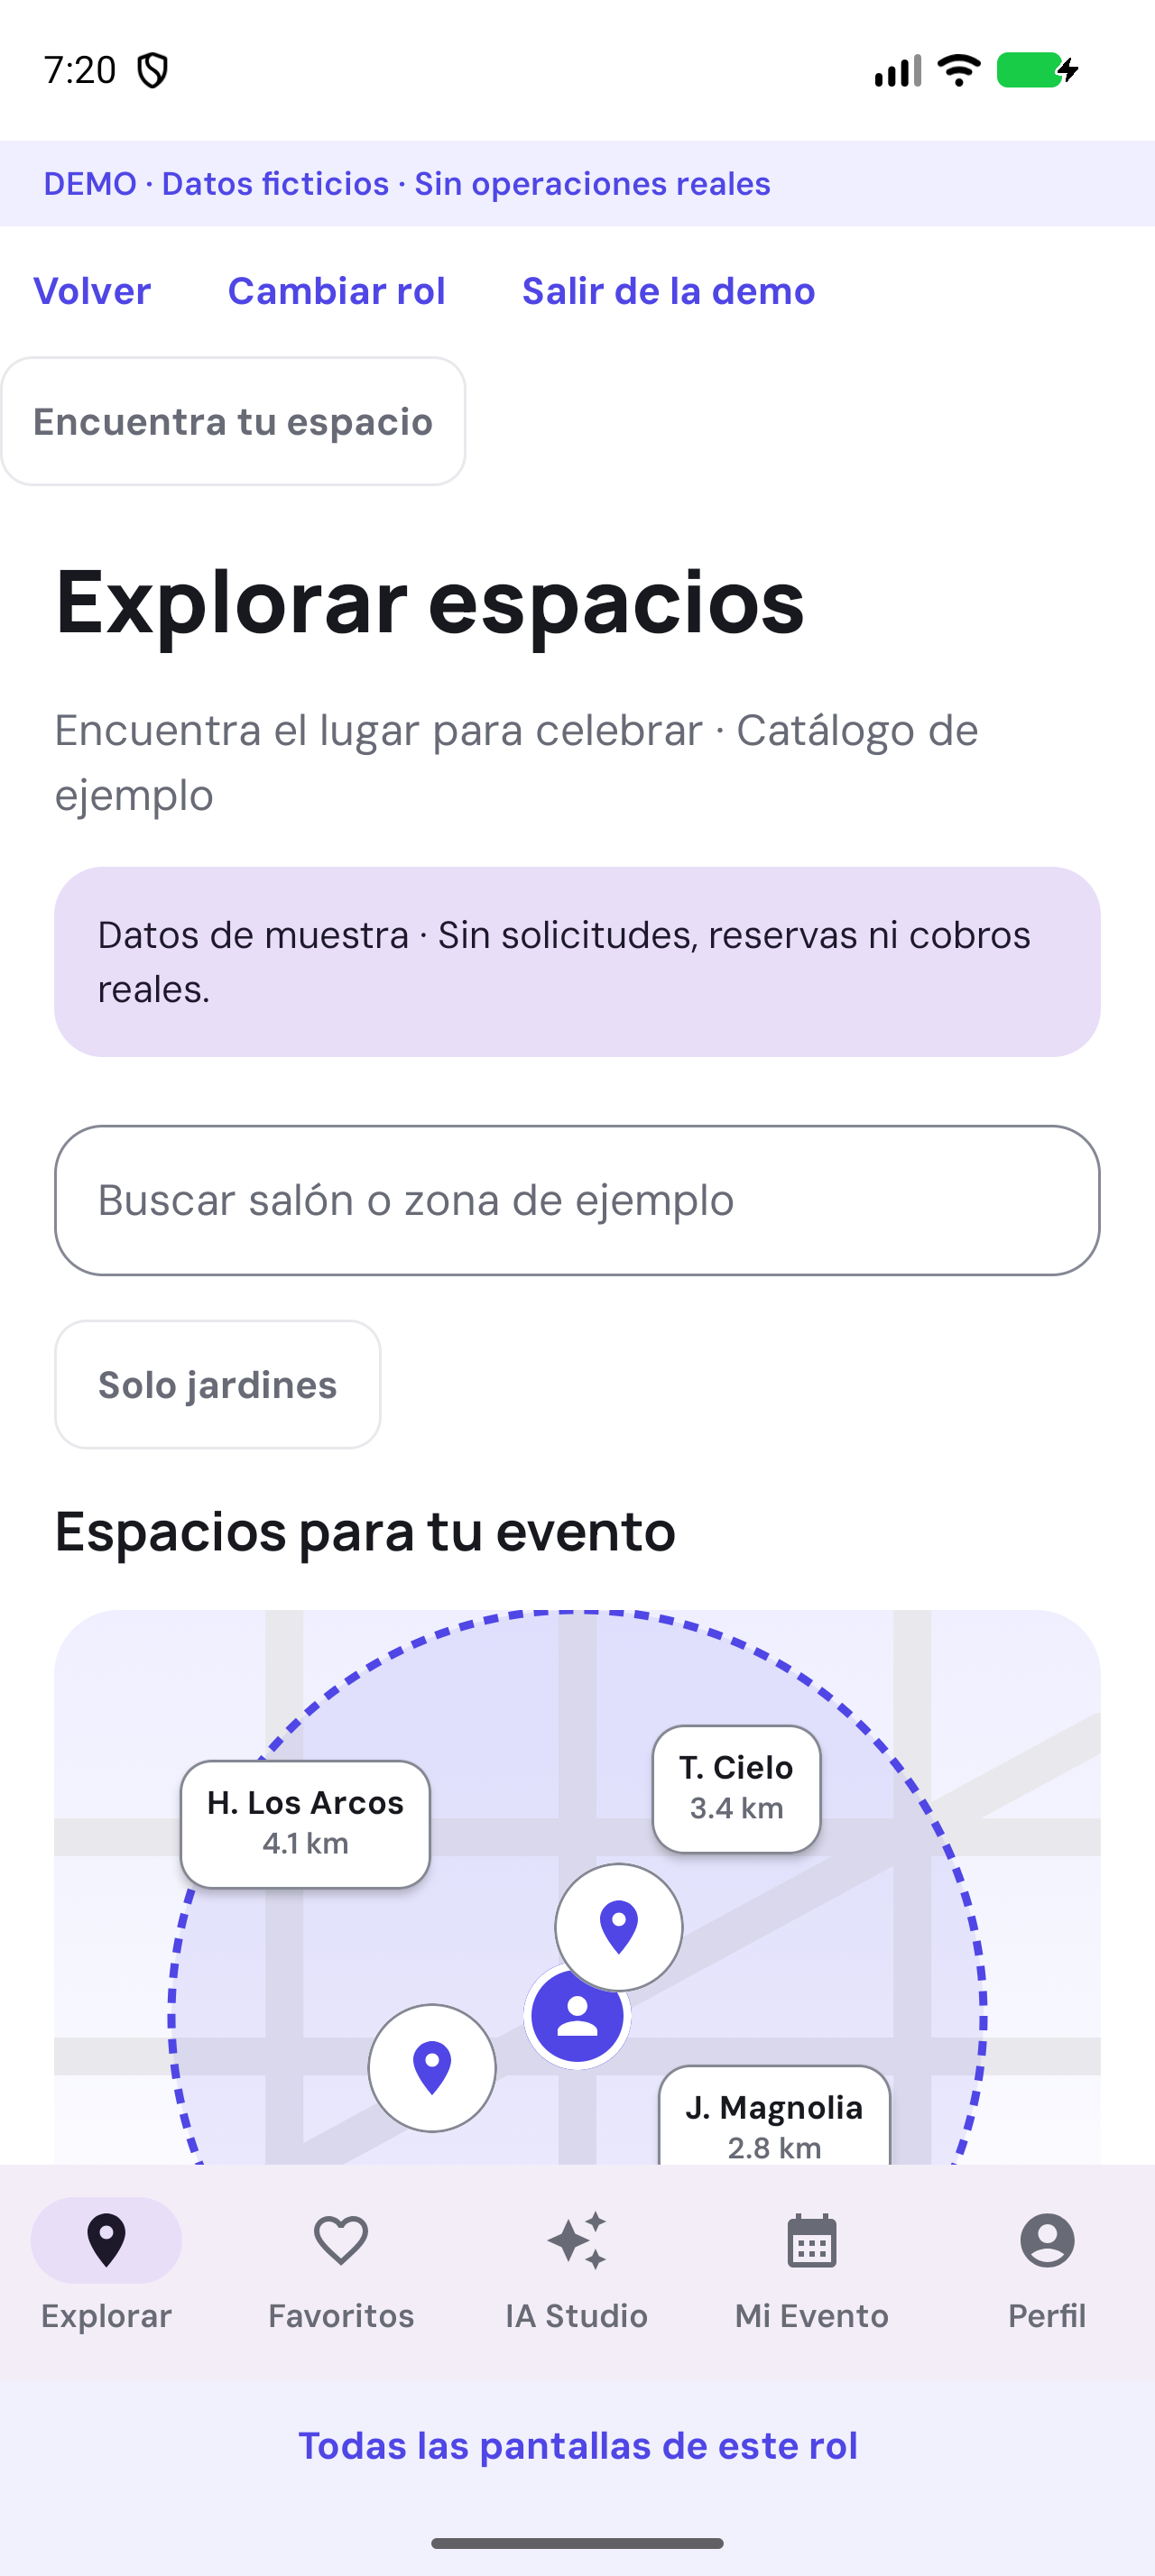 7:20
DEMO · Datos ficticios · Sin operaciones reales
Volver
Cambiar rol
Salir de la demo
Encuentra tu espacio
Explorar espacios
Encuentra el lugar para celebrar · Catálogo de
ejemplo
Datos de muestra · Sin solicitudes, reservas ni cobros
reales.
Buscar salón o zona de ejemplo
Solo jardines
Espacios para tu evento
T. Cielo
3.4 km
H. Los Arcos
4.1 km
J. Magnolia
2.8 km
Explorar
Favoritos
IA Studio
Mi Evento
Perfil
Todas las pantallas de este rol